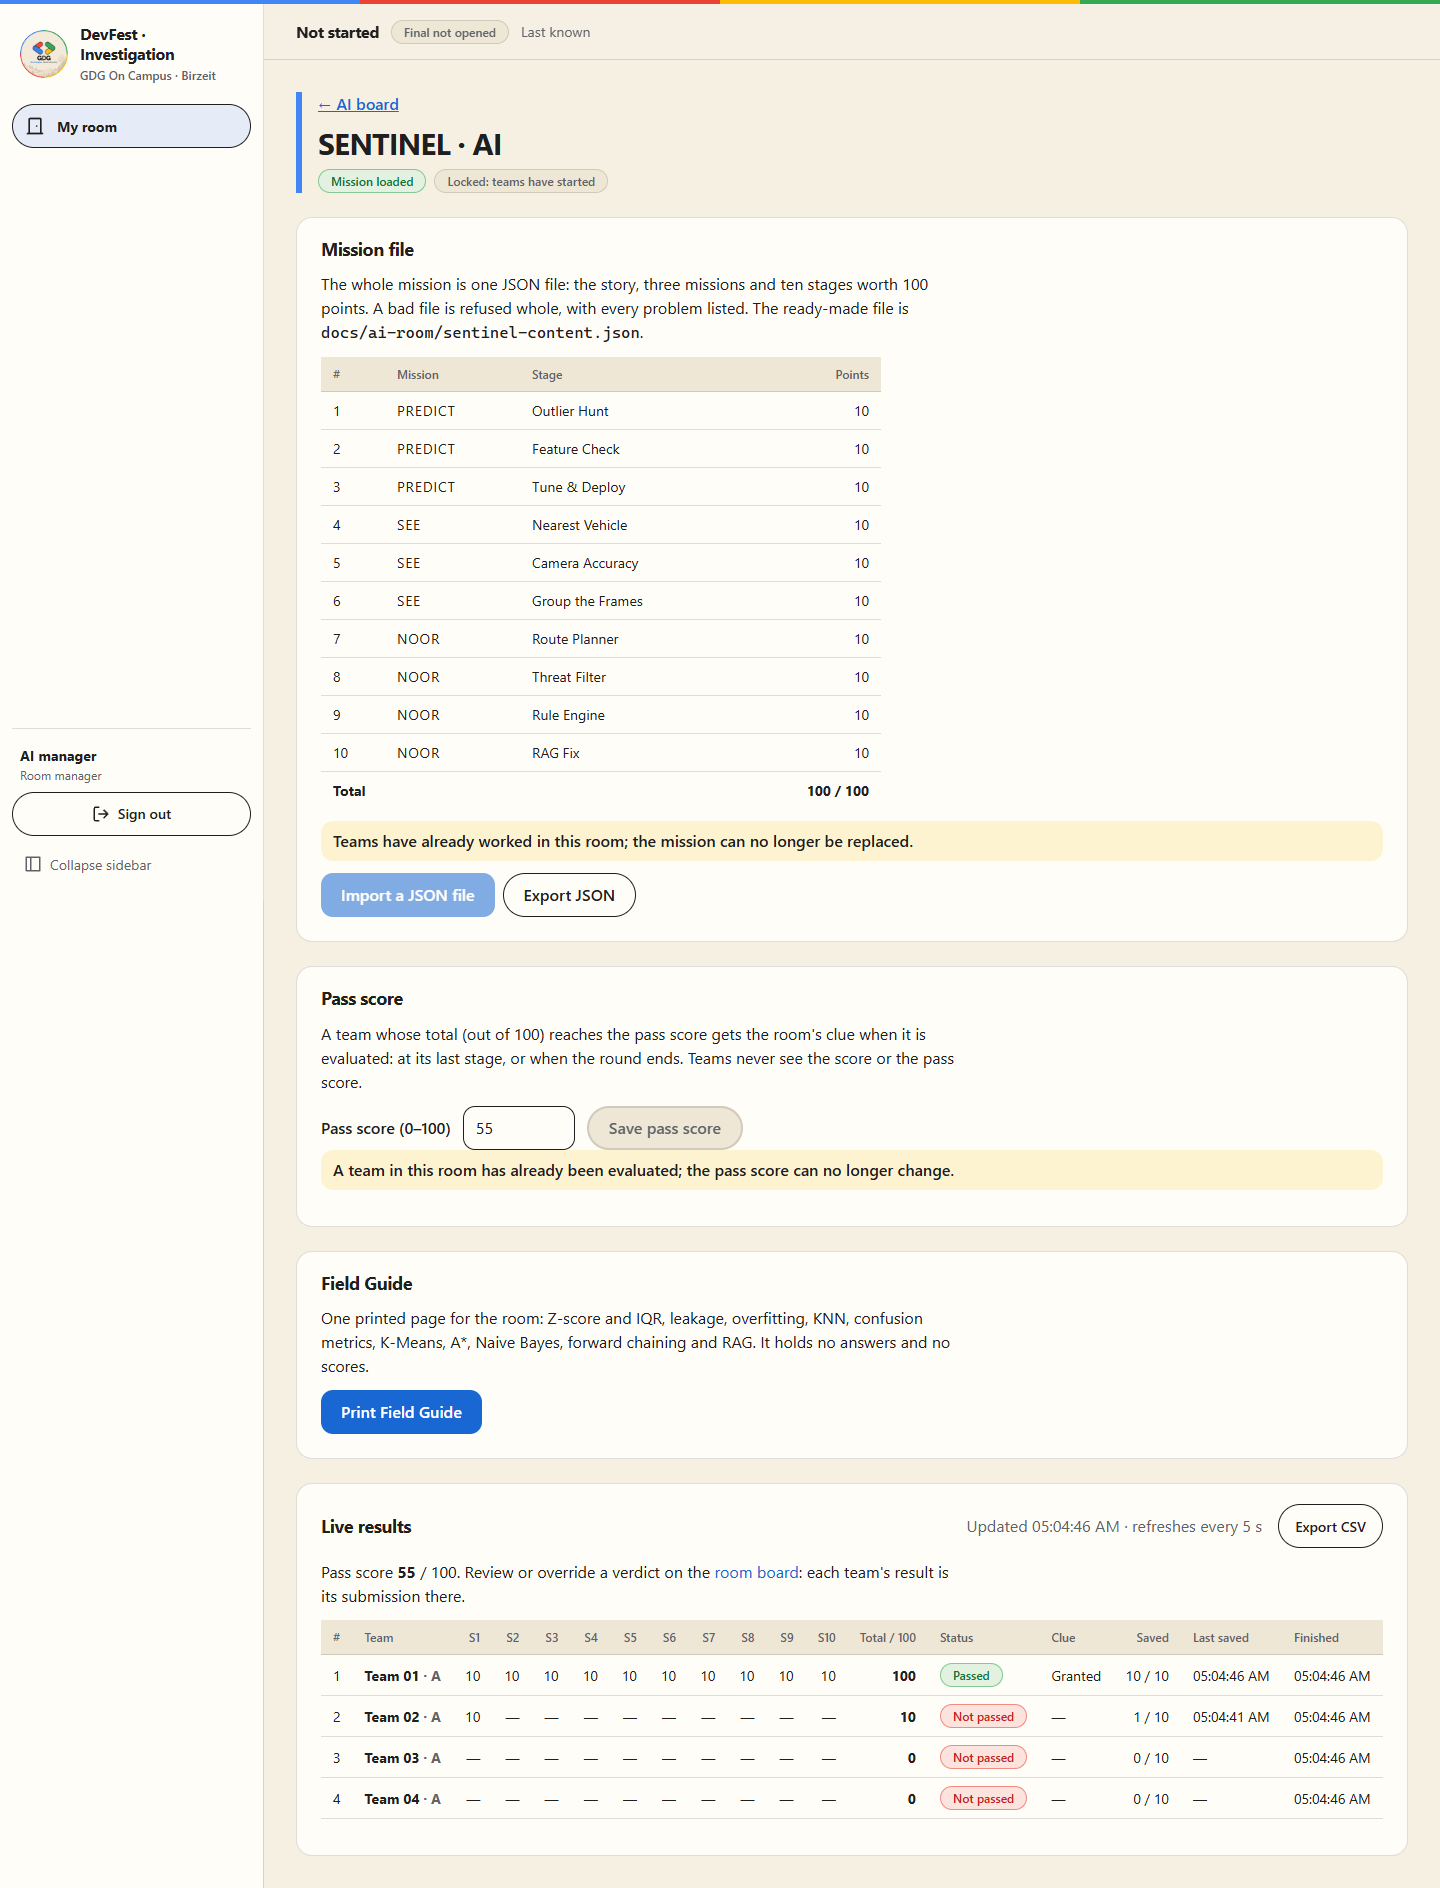 DevFest ·
Investigation
GDG On Campus · Birzeit
GDG
My room
AI manager
Room manager
Sign out
Collapse sidebar
Not started Final not opened Last known
← AI board
SENTINEL · AI
Mission loaded Locked: teams have started
Mission file
The whole mission is one JSON file: the story, three missions and ten stages worth 100
points. A bad file is refused whole, with every problem listed. The ready-made file is
docs/ai-room/sentinel-content.json.
# Mission Stage Points
1 PREDICT Outlier Hunt 10
2 PREDICT Feature Check 10
3 PREDICT Tune & Deploy 10
4 SEE Nearest Vehicle 10
5 SEE Camera Accuracy 10
6 SEE Group the Frames 10
7 NOOR Route Planner 10
8 NOOR Threat Filter 10
9 NOOR Rule Engine 10
10 NOOR RAG Fix 10
Total 100 / 100
Teams have already worked in this room; the mission can no longer be replaced.
Import a JSON file Export JSON
Pass score
A team whose total (out of 100) reaches the pass score gets the room's clue when it is
evaluated: at its last stage, or when the round ends. Teams never see the score or the pass
score.
Pass score (0–100) 55 Save pass score
A team in this room has already been evaluated; the pass score can no longer change.
Field Guide
One printed page for the room: Z-score and IQR, leakage, overfitting, KNN, confusion
metrics, K-Means, A*, Naive Bayes, forward chaining and RAG. It holds no answers and no
scores.
Print Field Guide
Live results Updated 05:04:46 AM · refreshes every 5 s Export CSV
Pass score 55 / 100. Review or override a verdict on the room board: each team's result is
its submission there.
# Team S1 S2 S3 S4 S5 S6 S7 S8 S9 S10 Total / 100 Status Clue Saved Last saved Finished
1 Team 01 · A 10 10 10 10 10 10 10 10 10 10 100 Passed Granted 10 / 10 05:04:46 AM 05:04:46 AM
2 Team 02 · A 10 — — — — — — — — — 10 Not passed — 1 / 10 05:04:41 AM 05:04:46 AM
3 Team 03 · A — — — — — — — — — — 0 Not passed — 0 / 10 — 05:04:46 AM
4 Team 04 · A — — — — — — — — — — 0 Not passed — 0 / 10 — 05:04:46 AM